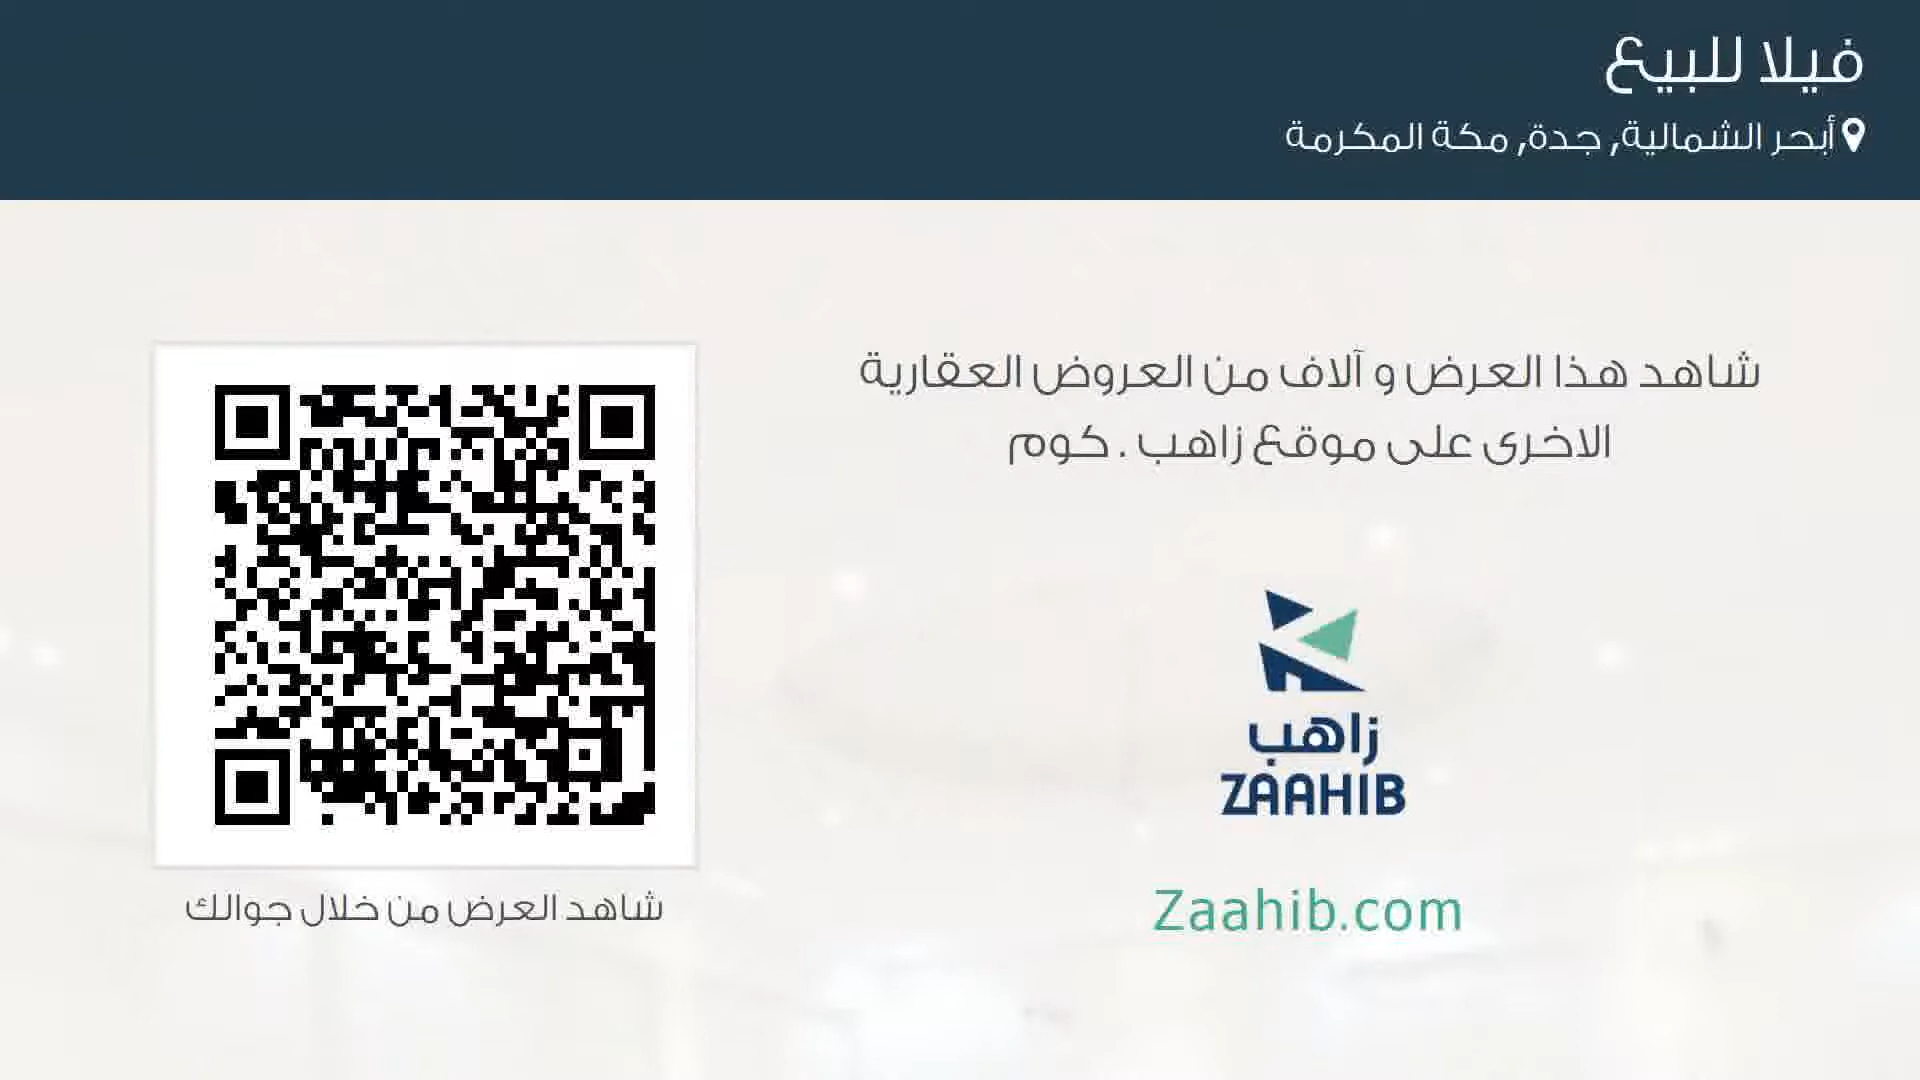 فيلا للبيع
أبحر الشمالية, جدة, مكة المكرمة
شاهد هذا العرض و آلاف من العروض العقارية
الاخرى على موقع زاهب . كوم
زاهب
ZAAHIB
Zaahib.com
شاهد العرض من خلال جوالك